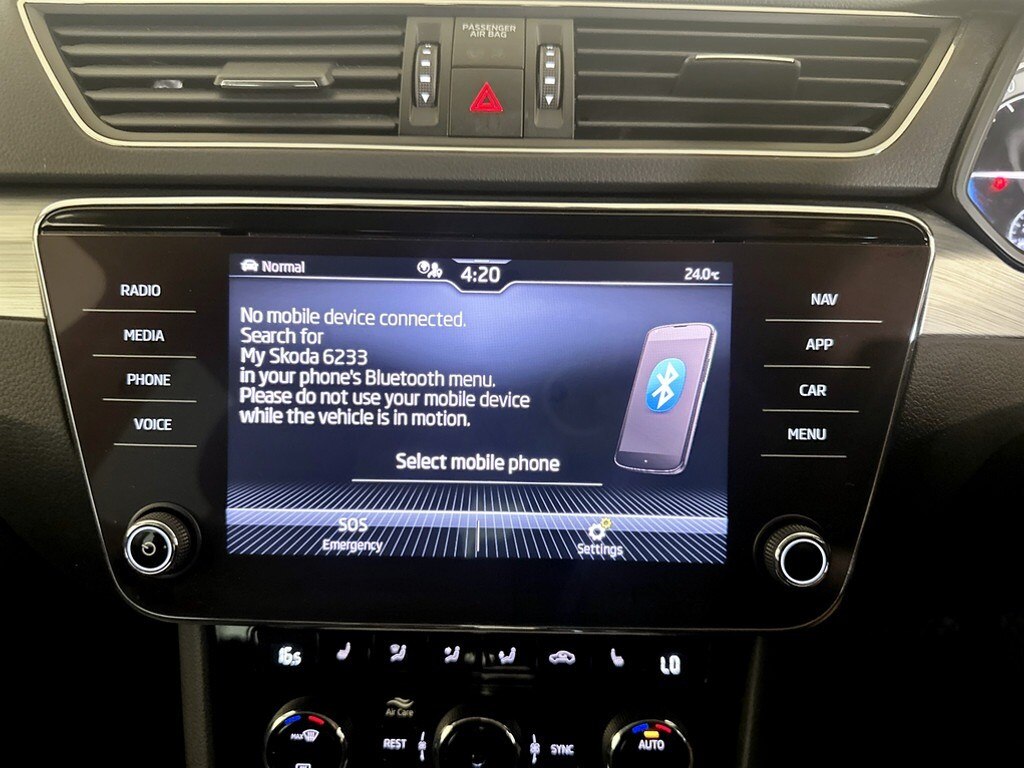 PASSENGER
AIR BAG
Normal
4:20
24.0°C
RADIO
MEDIA
PHONE
VOICE
No mobile device connected.
Search for
My Skoda 6233
in your phone's Bluetooth menu.
Please do not use your mobile device
while the vehicle is in motion.
Select mobile phone
SOS
Emergency
Settings
NAV
APP
CAR
MENU
16.5
LO
Air Care
MAX
REST
SYNC
AUTO